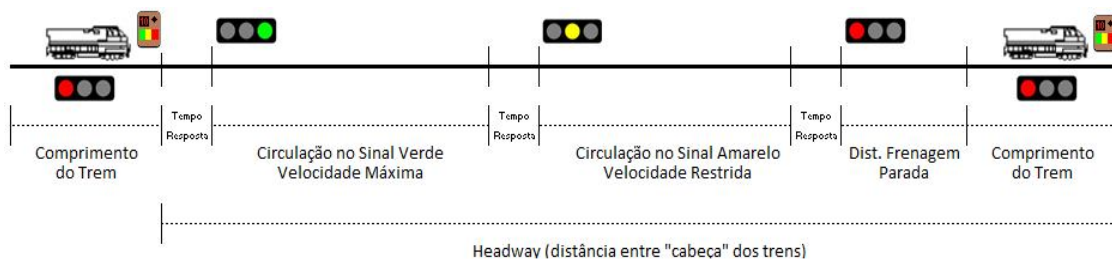 Tempo
Resposta
Tempo
Resposta
Tempo
Resposta
Comprimento
do Trem
Circulação no Sinal Verde
Velocidade Máxima
Circulação no Sinal Amarelo
Velocidade Restrida
Dist. Frenagem
Parada
Comprimento
do Trem
Headway (distância entre "cabeça" dos trens)